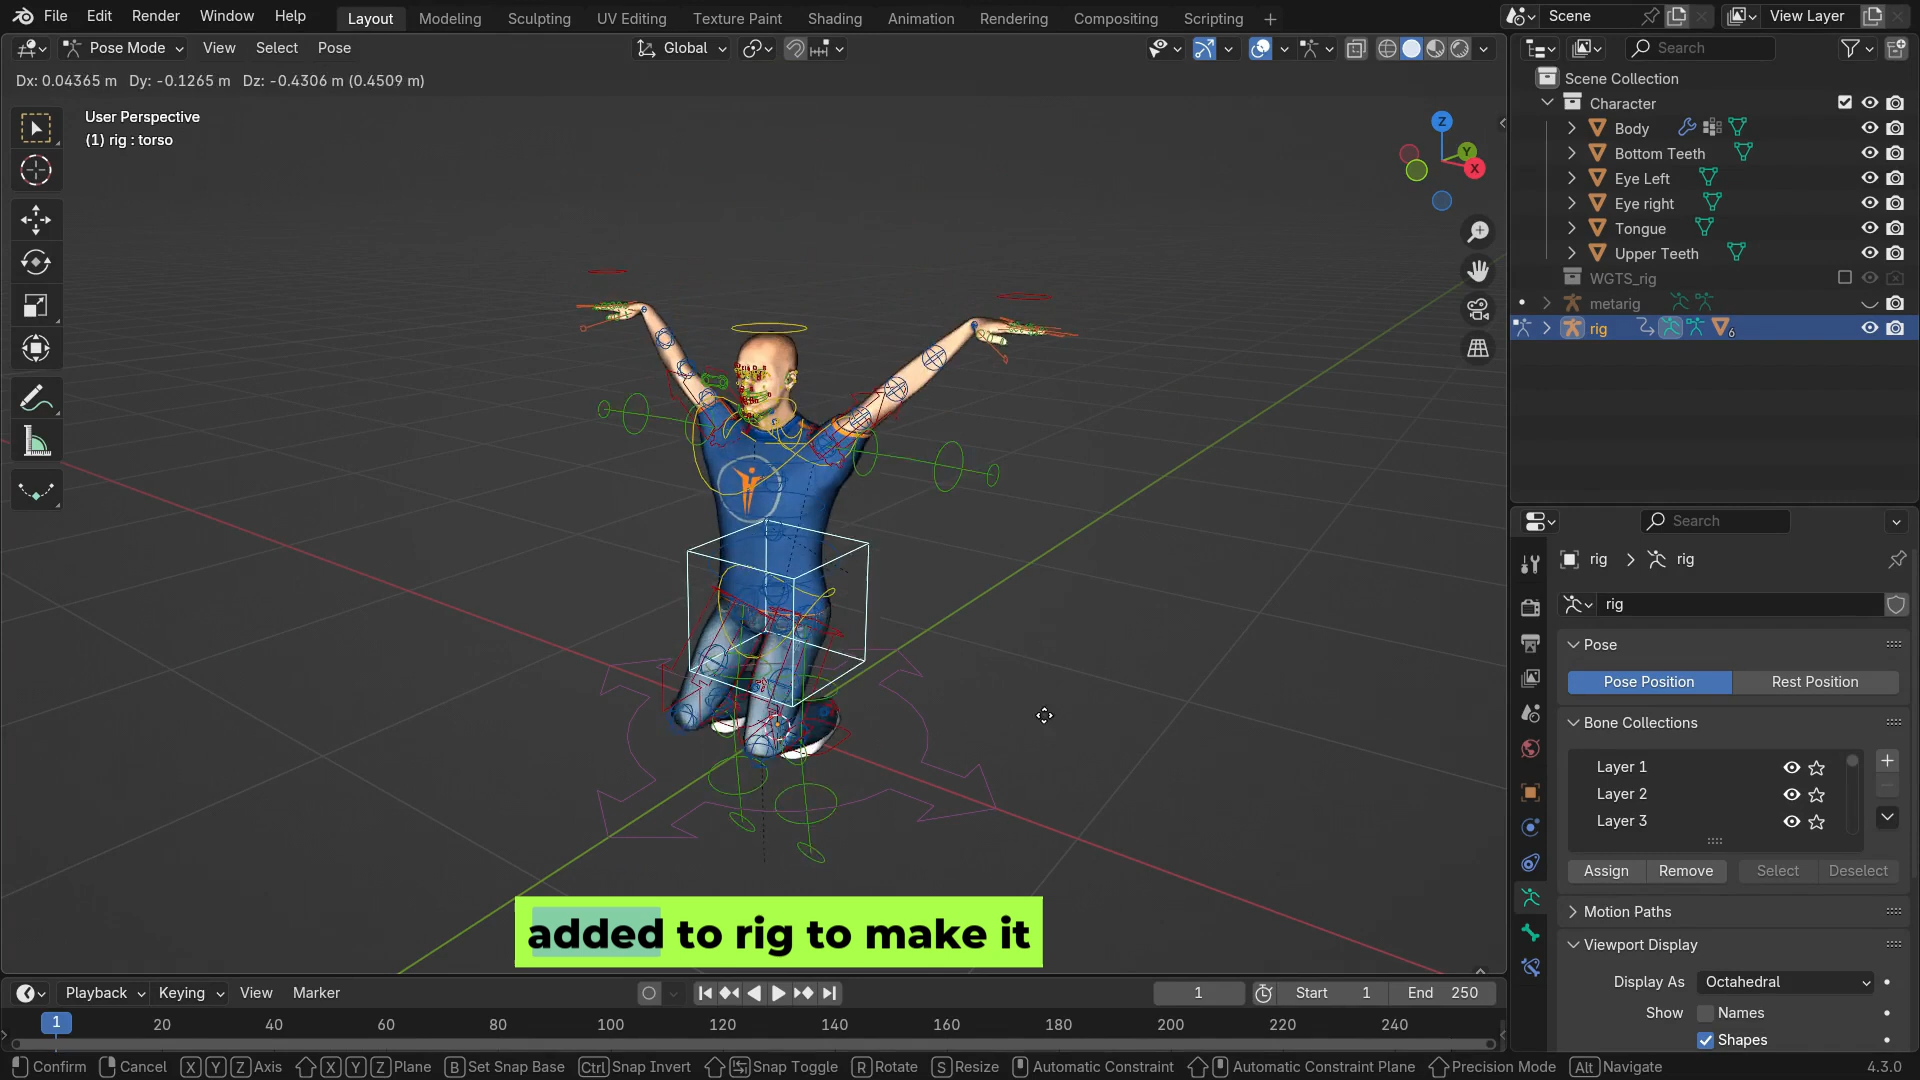 File Edit Render Window Help Layout Modeling Sculpting UV Editing Texture Paint Shading Animation Rendering Compositing Scripting + Scene View Layer
Pose Mode View Select Pose Global Search
Dx: 0.04365 m Dy: -0.1265 m Dz: -0.4306 m (0.4509 m)
User Perspective
(1) rig : torso
Z
Y
X
Scene Collection
Character
Body
Bottom Teeth
Eye Left
Eye right
Tongue
Upper Teeth
WGTS_rig
metarig
rig 6
Search
rig > rig
rig
Pose
Pose Position Rest Position
Bone Collections
Layer 1
Layer 2
Layer 3
Assign Remove Select Deselect
Motion Paths
Viewport Display
Display As Octahedral
Show Names
Shapes
added to rig to make it
Playback Keying View Marker 1 Start 1 End 250
1 20 40 60 80 100 120 140 160 180 200 220 240
Confirm Cancel X Y Z Axis X Y Z Plane B Set Snap Base Ctrl Snap Invert Snap Toggle R Rotate S Resize Automatic Constraint Automatic Constraint Plane Precision Mode Alt Navigate 4.3.0